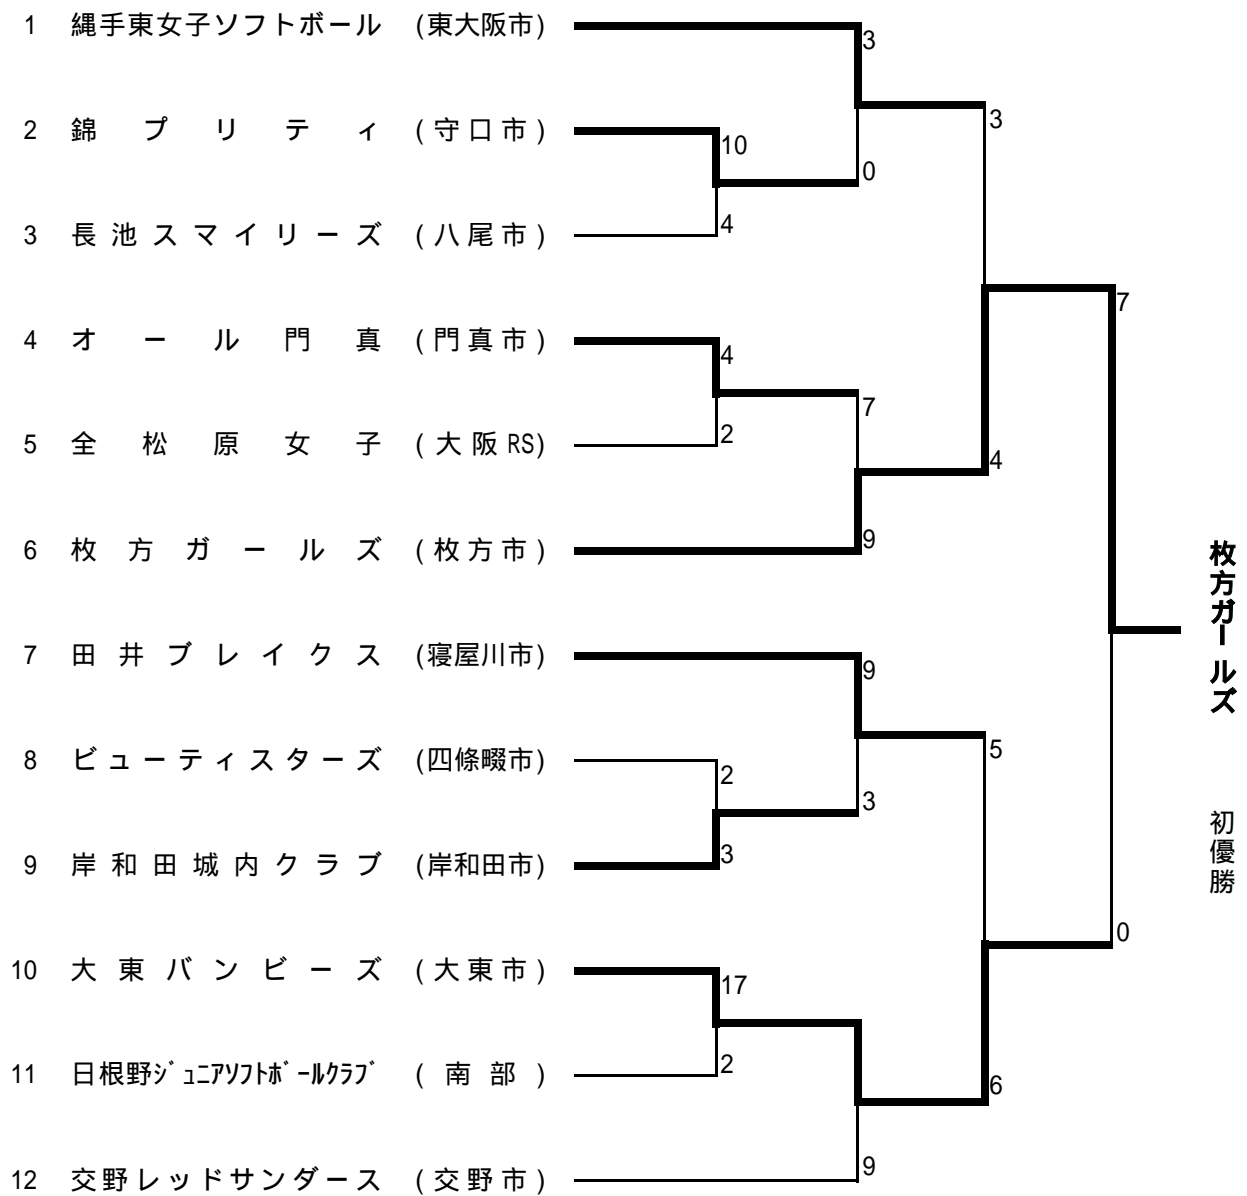 1 縄手東女子ソフトボール (東大阪市)
3
3
2 錦プリティ (守口市)
10
0
3 長池スマイリーズ (八尾市)
4
7
4 オール門真 (門真市)
4
7
5 全松原女子 (大阪RS)
2
4
6 枚方ガールズ (枚方市)
9
枚方ガールズ 初優勝
7 田井ブレイクス (寝屋川市)
9
5
8 ビューティスターズ (四條畷市)
2
3
9 岸和田城内クラブ (岸和田市)
3
0
10 大東バンビーズ (大東市)
17
11 日根野ジュニアソフトボールクラブ (南部)
2
6
12 交野レッドサンダース (交野市)
9